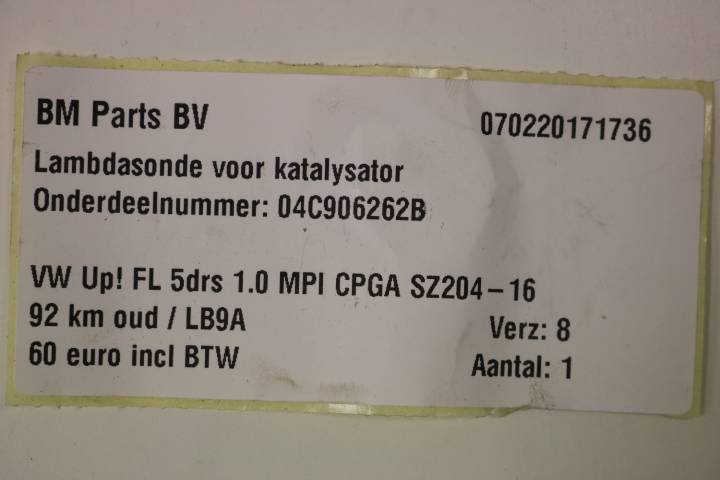 BM Parts BV 070220171736
Lambdasonde voor katalysator
Onderdeelnummer: 04C906262B
VW Up! FL 5drs 1.0 MPI CPGA SZ204-16
92 km oud / LB9A Verz: 8
60 euro incl BTW Aantal: 1